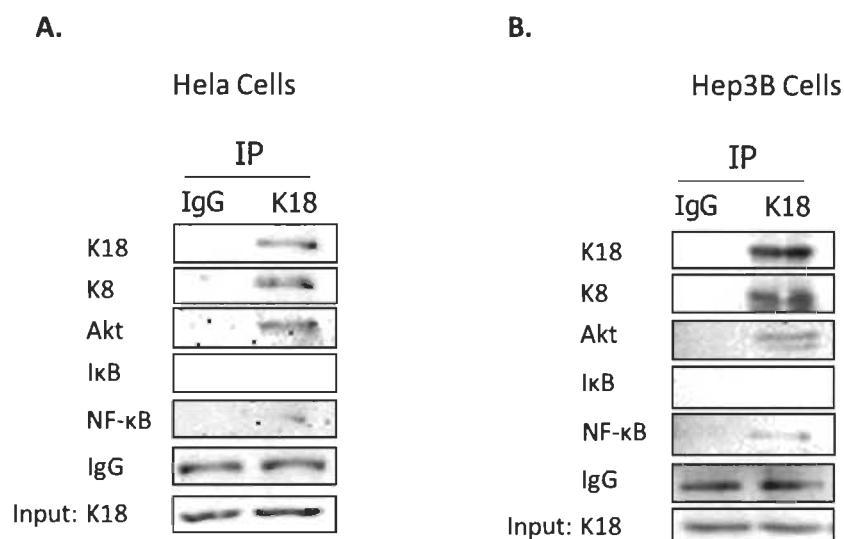 A.
Hela Cells
IP
IgG K18
K18
K8
Akt
IκB
NF-κB
IgG
Input: K18
B.
Hep3B Cells
IP
IgG K18
K18
K8
Akt
IκB
NF-κB
IgG
Input: K18